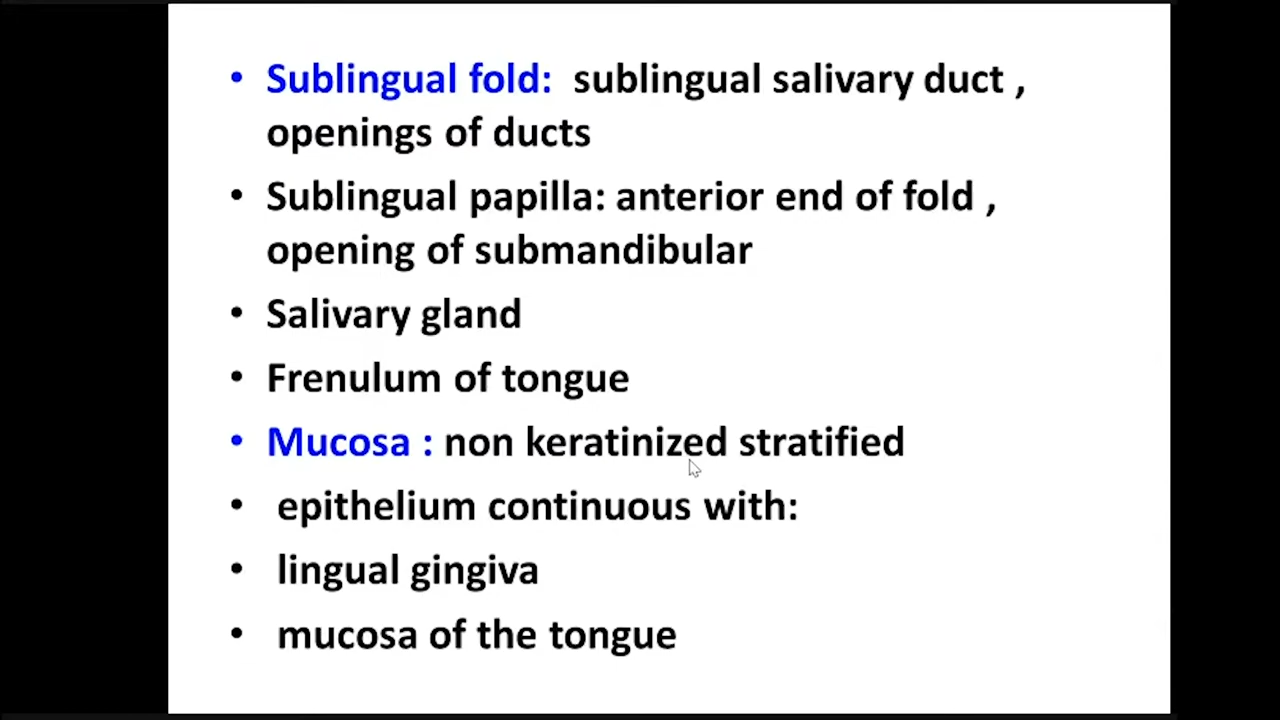 • Sublingual fold: sublingual salivary duct ,
openings of ducts
• Sublingual papilla: anterior end of fold ,
opening of submandibular
• Salivary gland
• Frenulum of tongue
• Mucosa : non keratinized stratified
• epithelium continuous with:
• lingual gingiva
• mucosa of the tongue